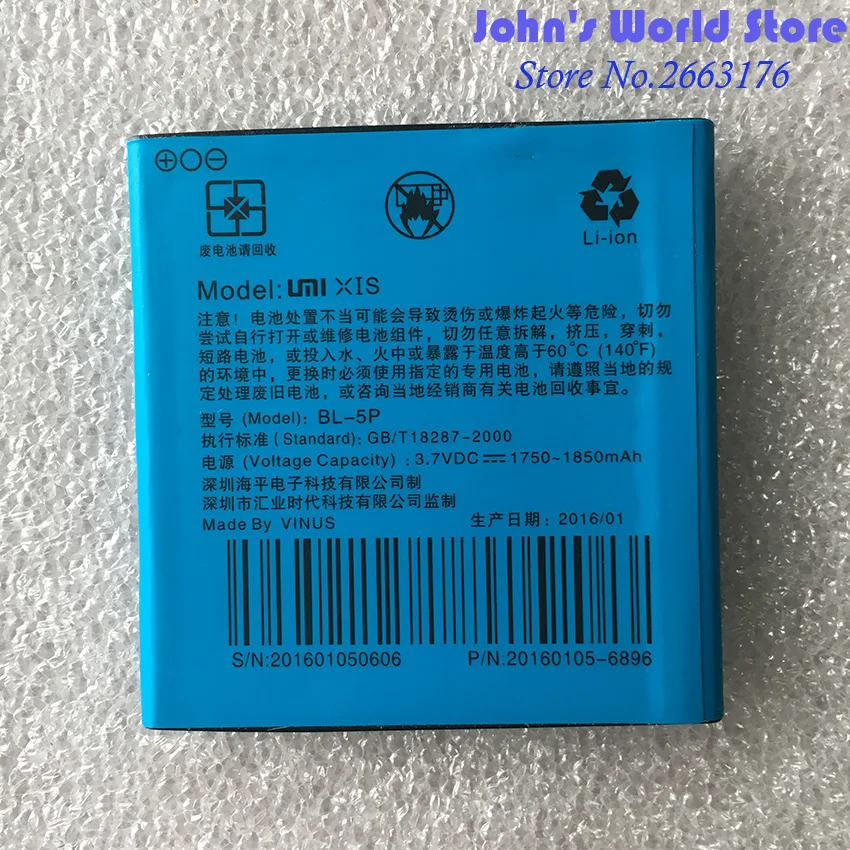 John's World Store
Store No.2663176
废电池请回收
Li-ion
Model: UMI XIS
注意！电池处置不当可能会导致烫伤或爆炸起火等危险，切勿
尝试自行打开或维修电池组件，切勿任意拆解，挤压，穿刺，
短路电池，或投入水、火中或暴露于温度高于60℃ (140℉)
的环境中，更换时必须使用指定的专用电池，请遵照当地的规
定处理废旧电池，或咨询当地经销商有关电池回收事宜。
型号 (Model): BL-5P
执行标准 (Standard): GB/T18287-2000
电源 (Voltage Capacity) : 3.7VDC⎓1750~1850mAh
深圳海平电子科技有限公司制
深圳市汇业时代科技有限公司监制
Made By VINUS 生产日期: 2016/01
S/N:201601050606 P/N:20160105-6896